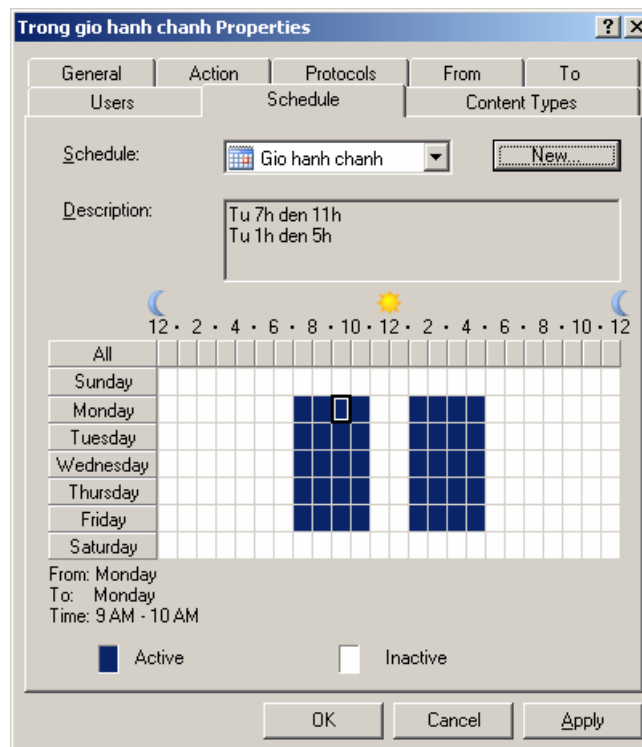 Trong gio hanh chanh Properties
General Action Protocols From To
Users Schedule Content Types
Schedule: Gio hanh chanh New...
Description: Tu 7h den 11h
Tu 1h den 5h
12 · 2 · 4 · 6 · 8 · 10 · 12 · 2 · 4 · 6 · 8 · 10 · 12
All
Sunday
Monday
Tuesday
Wednesday
Thursday
Friday
Saturday
From: Monday
To: Monday
Time: 9 AM - 10 AM
Active Inactive
OK Cancel Apply